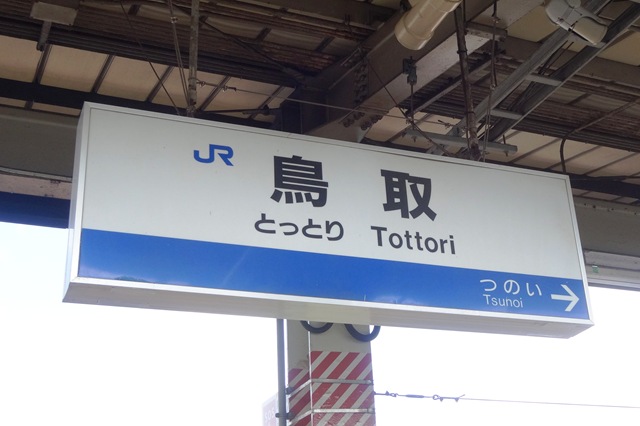 JR 鳥取
とっとり Tottori
つのい →
Tsunoi